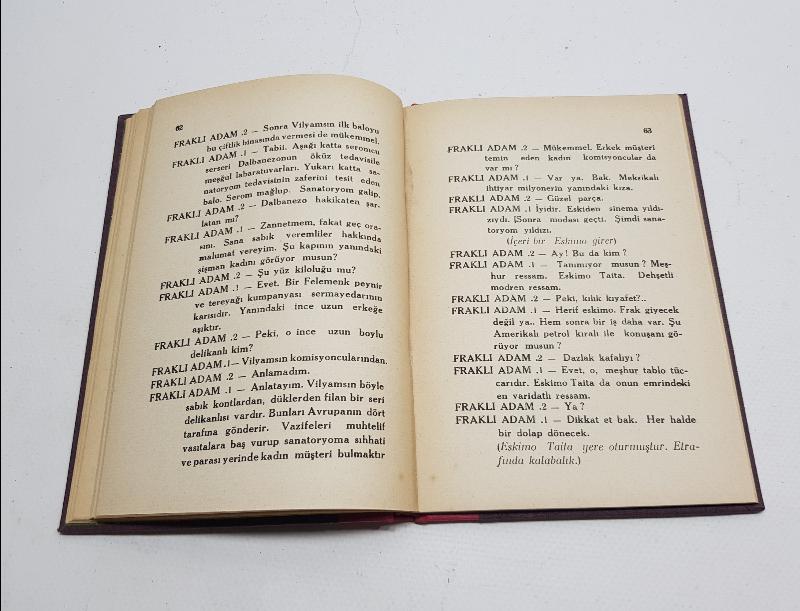 62
FRAKLI ADAM .2 — Sonra Vilyamsın ilk baloyu
bu çiftlik binasında vermesi de mükemmel.
FRAKLI ADAM .1 — Tabii. Aşağı katta seromcu
serseri Dalbanezonun öküz tedavisile
meşgul labaratuvarları. Yukarı katta sa-
natoryom tedavisinin zaferini tesit eden
balo. Serom mağlup. Sanatoryom galip.
FRAKLI ADAM .2 — Dalbanezo hakikaten şar-
latan mı?
FRAKLI ADAM .1 — Zannetmem, fakat geç ora-
sını. Sana sabık veremliler hakkında
malumat vereyim. Şu kapının yanındaki
şişman kadını görüyor musun?
FRAKLI ADAM .2 — Şu yüz kiloluğu mu?
FRAKLI ADAM .1 — Evet. Bir Felemenk peynir
ve tereyağı kumpanyası sermayedarının
karısıdır. Yanındaki ince uzun erkeğe
aşıktır.
FRAKLI ADAM .2 — Peki, o ince uzun boylu
delikanlı kim?
FRAKLI ADAM .1 — Vilyamsın komisyoncularından.
FRAKLI ADAM .2 — Anlamadım.
FRAKLI ADAM .1 — Anlatayım. Vilyamsın böyle
sabık kontlardan, düklerden filan bir seri
delikanlısı vardır. Bunları Avrupanın dört
tarafına gönderir. Vazifeleri muhtelif
vasıtalara baş vurup sanatoryoma sıhhati
ve parası yerinde kadın müşteri bulmaktır
63
FRAKLI ADAM .2 — Mükemmel. Erkek müşteri
temin eden kadın komisyoncular da
var mı?
FRAKLI ADAM .1 — Var ya. Bak. Meksikalı
ihtiyar milyonerin yanındaki kıza.
FRAKLI ADAM .2 — Güzel parça.
FRAKLI ADAM .1 İyidir. Eskiden sinema yıldı-
zıydı. Sonra modası geçti. Şimdi sana-
toryom yıldızı.
(İçeri bir Eskimo girer)
FRAKLI ADAM .2 — Ay! Bu da kim?
FRAKLI ADAM .1 — Tanımıyor musun? Meş-
hur ressam. Eskimo Taita. Dehşetli
modren ressam.
FRAKLI ADAM .2 — Peki, kılık kıyafet?..
FRAKLI ADAM .1 — Herif eskimo. Frak giyecek
değil ya.. Hem sonra bir iş daha var. Şu
Amerikalı petrol kıralı ile konuşanı gö-
rüyor musun?
FRAKLI ADAM .2 — Dazlak kafalıyı?
FRAKLI ADAM .1 — Evet, o, meşhur tablo tüc-
carıdır. Eskimo Taita da onun emrindeki
en varidatlı ressam.
FRAKLI ADAM .2 — Ya?
FRAKLI ADAM .1 — Dikkat et bak. Her halde
bir dolap dönecek.
(Eskimo Taita yere oturmuştur. Etra-
fında kalabalık.)